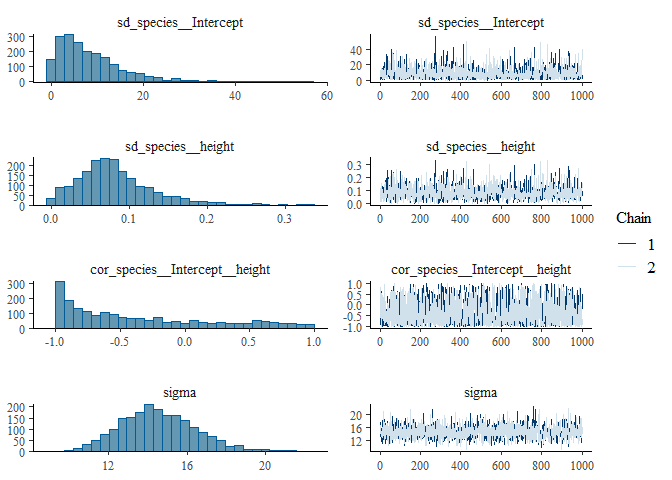 sd_species__Intercept
300
200
100
0
0 20 40 60
sd_species__Intercept
40
20
0
0 200 400 600 800 1000
sd_species__height
200
150
100
50
0
0.0 0.1 0.2 0.3
sd_species__height
0.3
0.2
0.1
0.0
0 200 400 600 800 1000
cor_species__Intercept__height
300
200
100
0
-1.0 -0.5 0.0 0.5 1.0
cor_species__Intercept__height
1.0
0.5
0.0
-0.5
-1.0
0 200 400 600 800 1000
sigma
200
150
100
50
0
12 16 20
sigma
20
16
12
0 200 400 600 800 1000
Chain
1
2